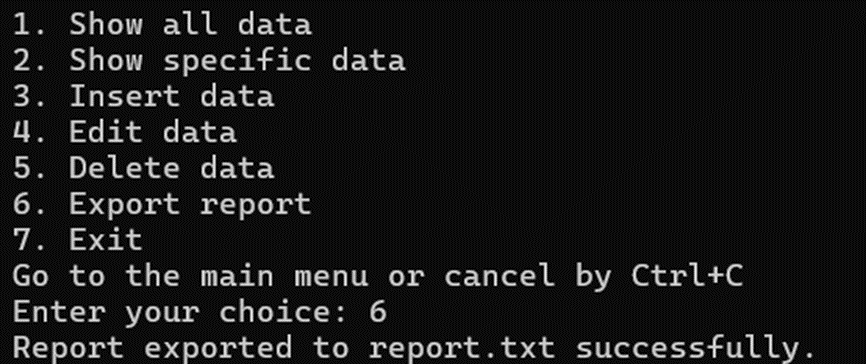 1. Show all data
2. Show specific data
3. Insert data
4. Edit data
5. Delete data
6. Export report
7. Exit
Go to the main menu or cancel by Ctrl+C
Enter your choice: 6
Report exported to report.txt successfully.